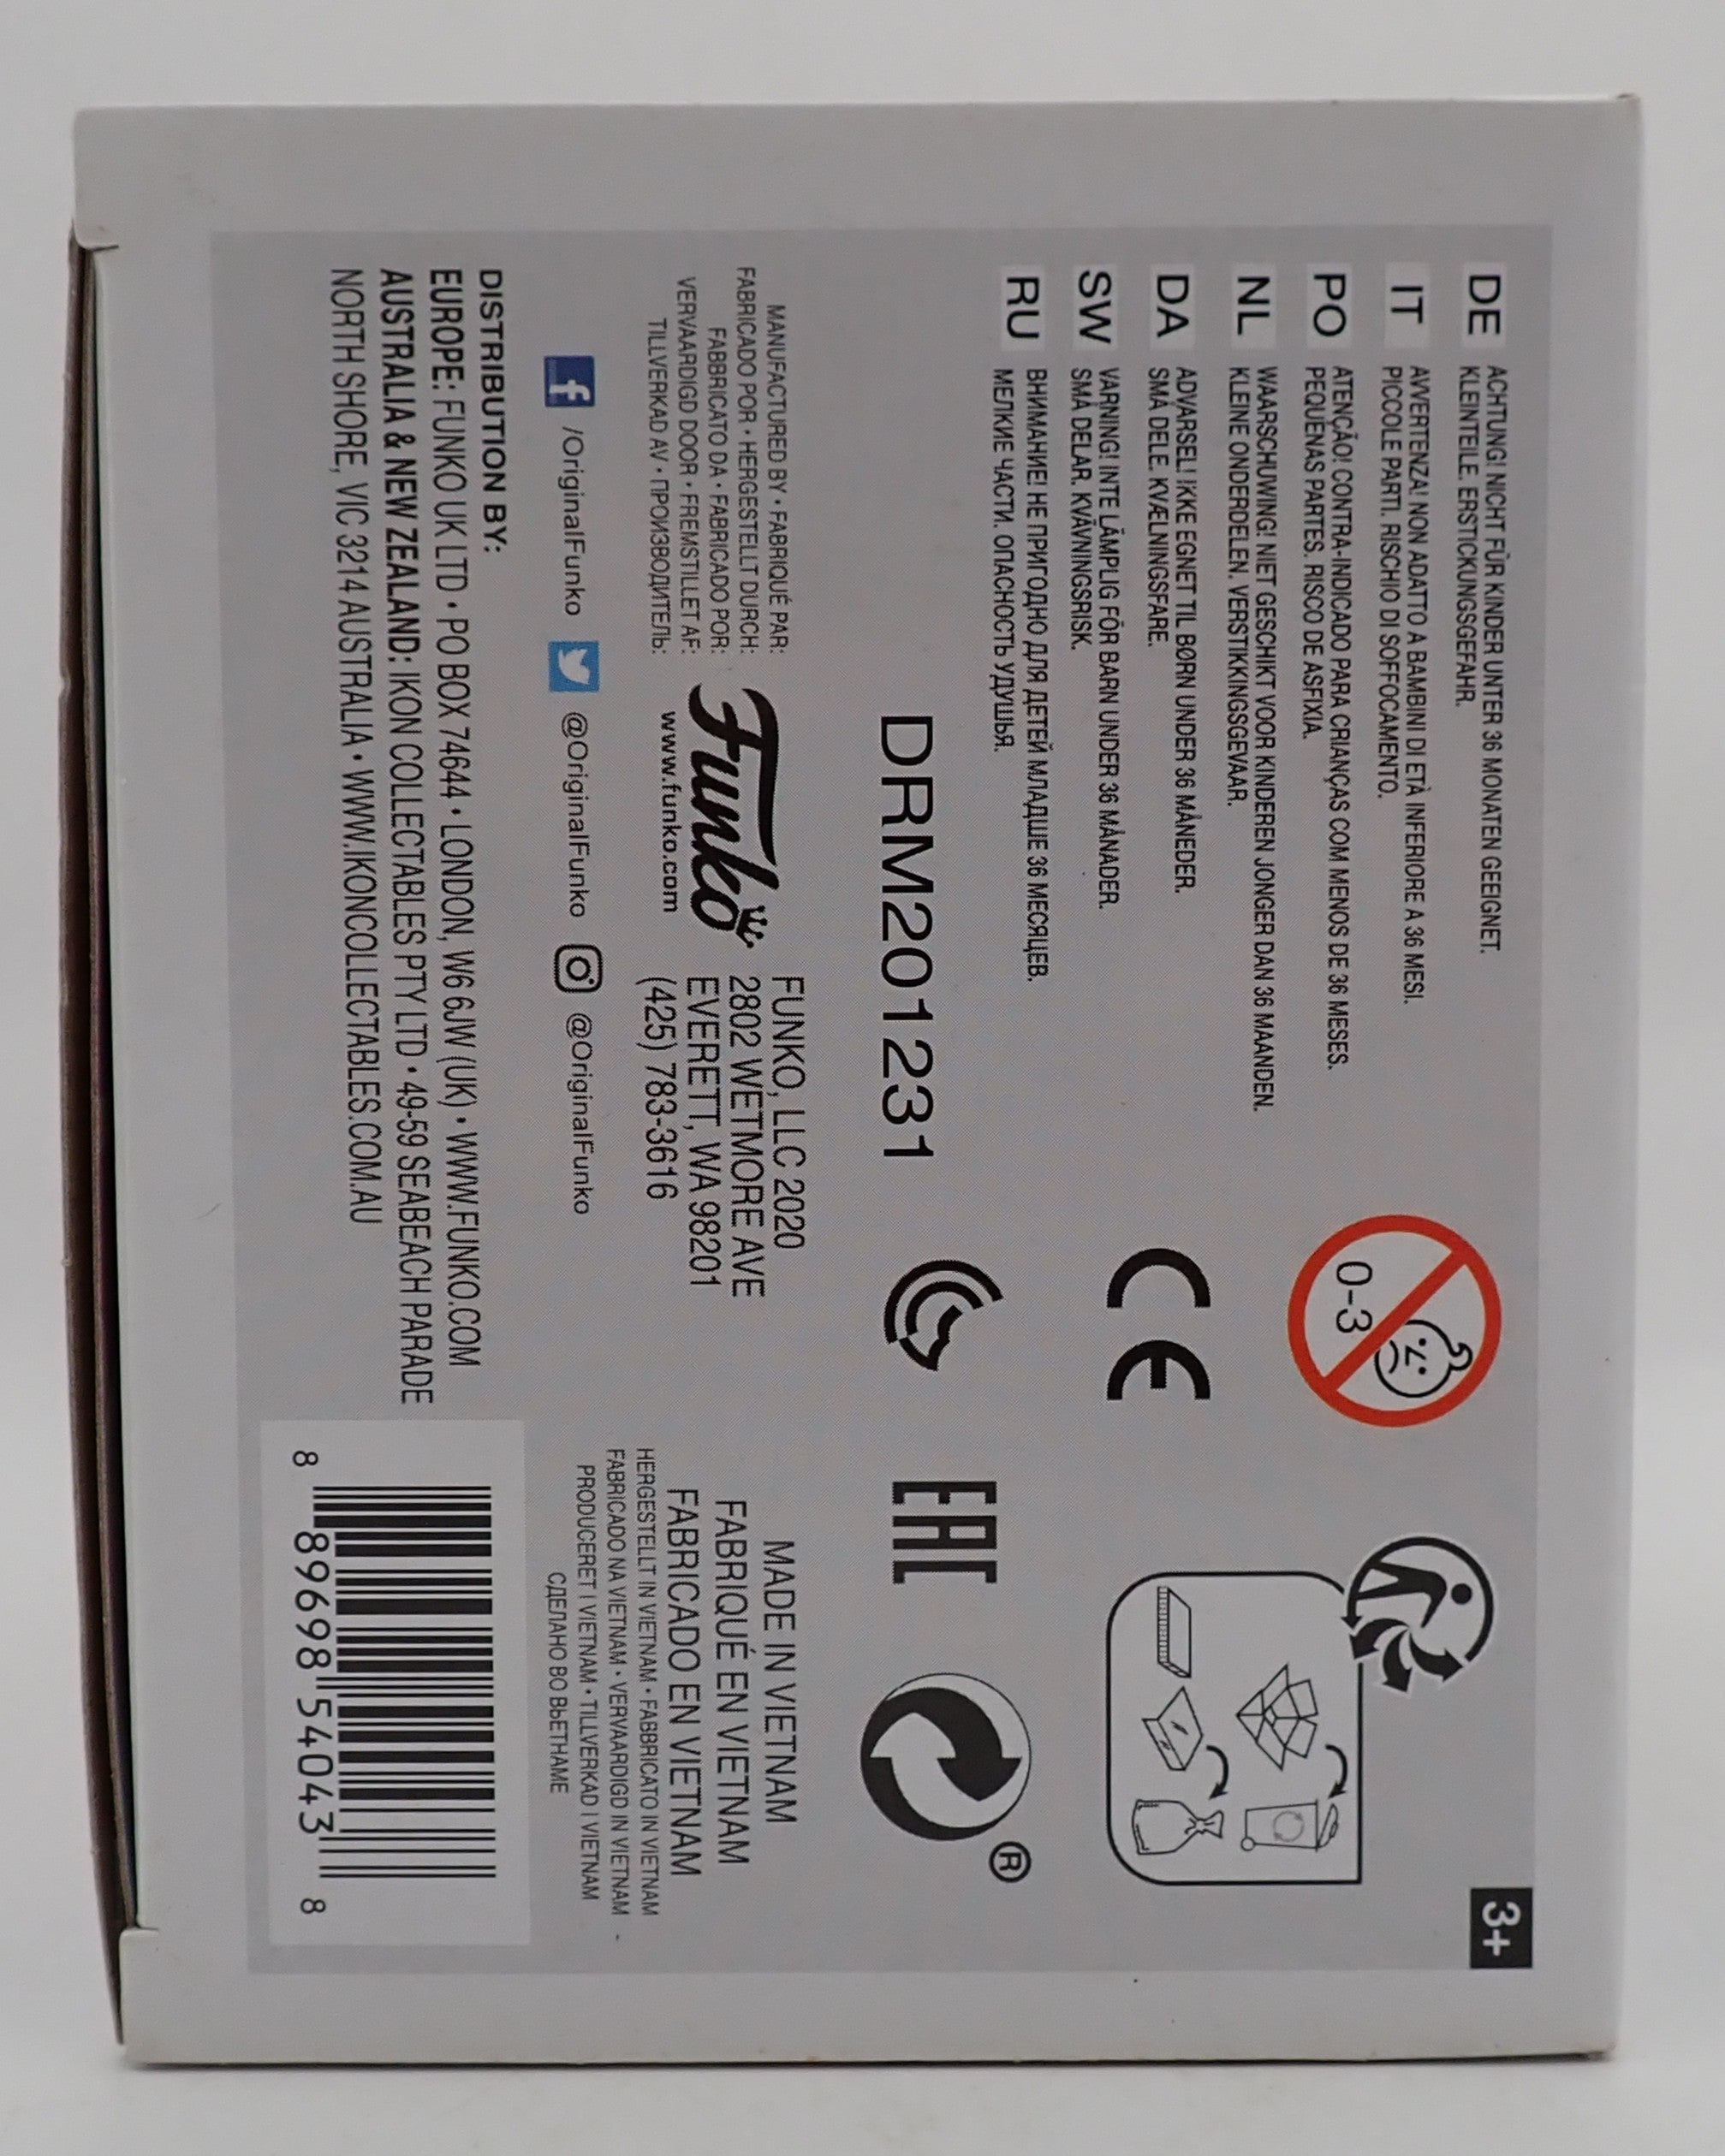 3+
DE ACHTUNG! NICHT FÜR KINDER UNTER 36 MONATEN GEEIGNET.
KLEINTEILE. ERSTICKUNGSGEFAHR.
IT AVVERTENZA! NON ADATTO A BAMBINI DI ETÀ INFERIORE A 36 MESI.
PICCOLE PARTI. RISCHIO DI SOFFOCAMENTO.
PO ATENÇÃO! CONTRA-INDICADO PARA CRIANÇAS COM MENOS DE 36 MESES.
PEQUENAS PARTES. RISCO DE ASFIXIA.
NL WAARSCHUWING! NIET GESCHIKT VOOR KINDEREN JONGER DAN 36 MAANDEN.
KLEINE ONDERDELEN. VERSTIKKINGSGEVAAR.
DA ADVARSEL! IKKE EGNET TIL BØRN UNDER 36 MÅNEDER.
SMÅ DELE. KVÆLNINGSFARE.
SW VARNING! INTE LÄMPLIG FÖR BARN UNDER 36 MÅNADER.
SMÅ DELAR. KVÄVNINGSRISK.
RU ВНИМАНИЕ! НЕ ПРИГОДНО ДЛЯ ДЕТЕЙ МЛАДШЕ 36 МЕСЯЦЕВ.
МЕЛКИЕ ЧАСТИ. ОПАСНОСТЬ УДУШЬЯ.
0-3
CE
DRM201231
EAC
®
MANUFACTURED BY • FABRIQUÉ PAR:
FABRICADO POR • HERGESTELLT DURCH:
FABBRICATO DA • FABRICADO POR:
VERVAARDIGD DOOR • FREMSTILLET AF:
TILLVERKAD AV • ПРОИЗВОДИТЕЛЬ:
Funko
www.funko.com
FUNKO, LLC 2020
2802 WETMORE AVE
EVERETT, WA 98201
(425) 783-3616
MADE IN VIETNAM
FABRIQUÉ EN VIETNAM
FABRICADO EN VIETNAM
HERGESTELLT IN VIETNAM • FABBRICATO IN VIETNAM
FABRICADO NA VIETNAM • VERVAARDIGD IN VIETNAM
PRODUCERET I VIETNAM • TILLVERKAD I VIETNAM
СДЕЛАНО ВО ВЬЕТНАМЕ
/OriginalFunko @OriginalFunko @OriginalFunko
DISTRIBUTION BY:
EUROPE: FUNKO UK LTD • PO BOX 74644 • LONDON, W6 6JW (UK) • WWW.FUNKO.COM
AUSTRALIA & NEW ZEALAND: IKON COLLECTABLES PTY LTD • 49-59 SEABEACH PARADE
NORTH SHORE, VIC 3214 AUSTRALIA • WWW.IKONCOLLECTABLES.COM.AU
8 89698 54043 8